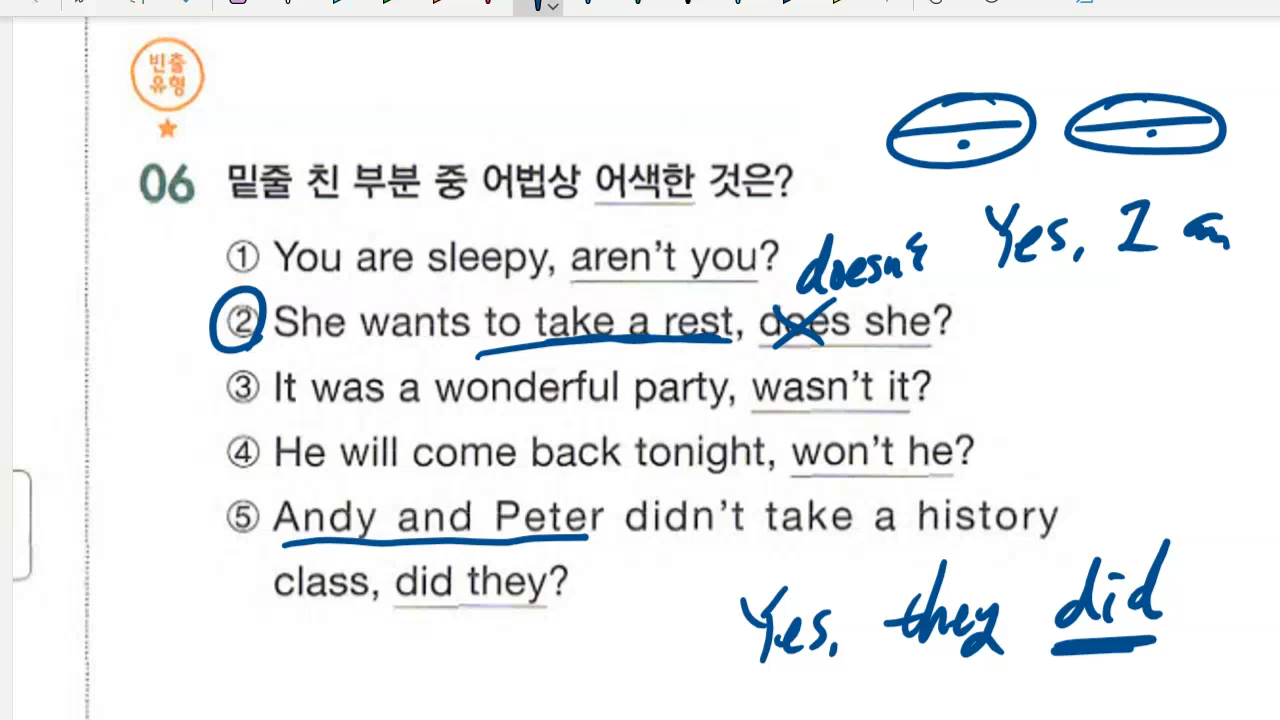 빈출
유형
06 밑줄 친 부분 중 어법상 어색한 것은?
① You are sleepy, aren't you?
Yes, I am
doesn't
② She wants to take a rest, does she?
③ It was a wonderful party, wasn't it?
④ He will come back tonight, won't he?
⑤ Andy and Peter didn't take a history
class, did they?
Yes, they did